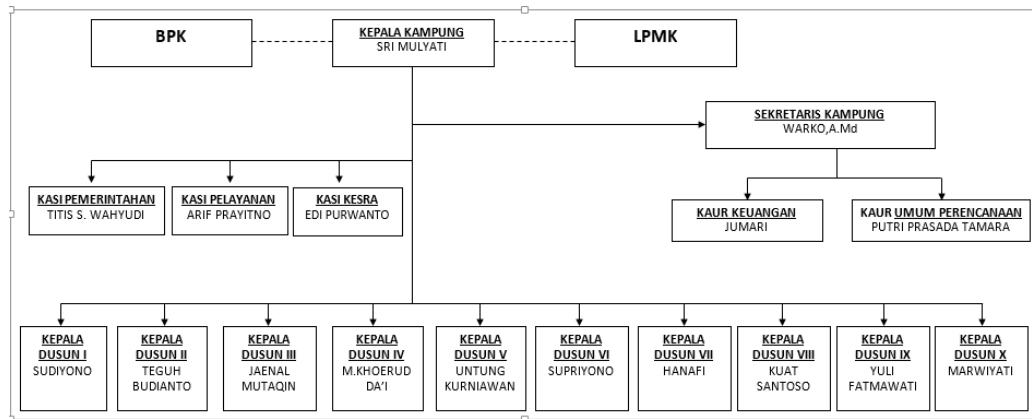 BPK
KEPALA KAMPUNG
SRI MULYATI
LPMK
SEKRETARIS KAMPUNG
WARKO,A.Md
KASI PEMERINTAHAN
TITIS S. WAHYUDI
KASI PELAYANAN
ARIF PRAYITNO
KASI KESRA
EDI PURWANTO
KAUR KEUANGAN
JUMARI
KAUR UMUM PERENCANAAN
PUTRI PRASADA TAMARA
KEPALA
DUSUN I
SUDIYONO
KEPALA
DUSUN II
TEGUH
BUDIANTO
KEPALA
DUSUN III
JAENAL
MUTAQIN
KEPALA
DUSUN IV
M.KHOERUD
DA'I
KEPALA
DUSUN V
UNTUNG
KURNIAWAN
KEPALA
DUSUN VI
SUPRIYONO
KEPALA
DUSUN VII
HANAFI
KEPALA
DUSUN VIII
KUAT
SANTOSO
KEPALA
DUSUN IX
YULI
FATMAWATI
KEPALA
DUSUN X
MARWIYATI